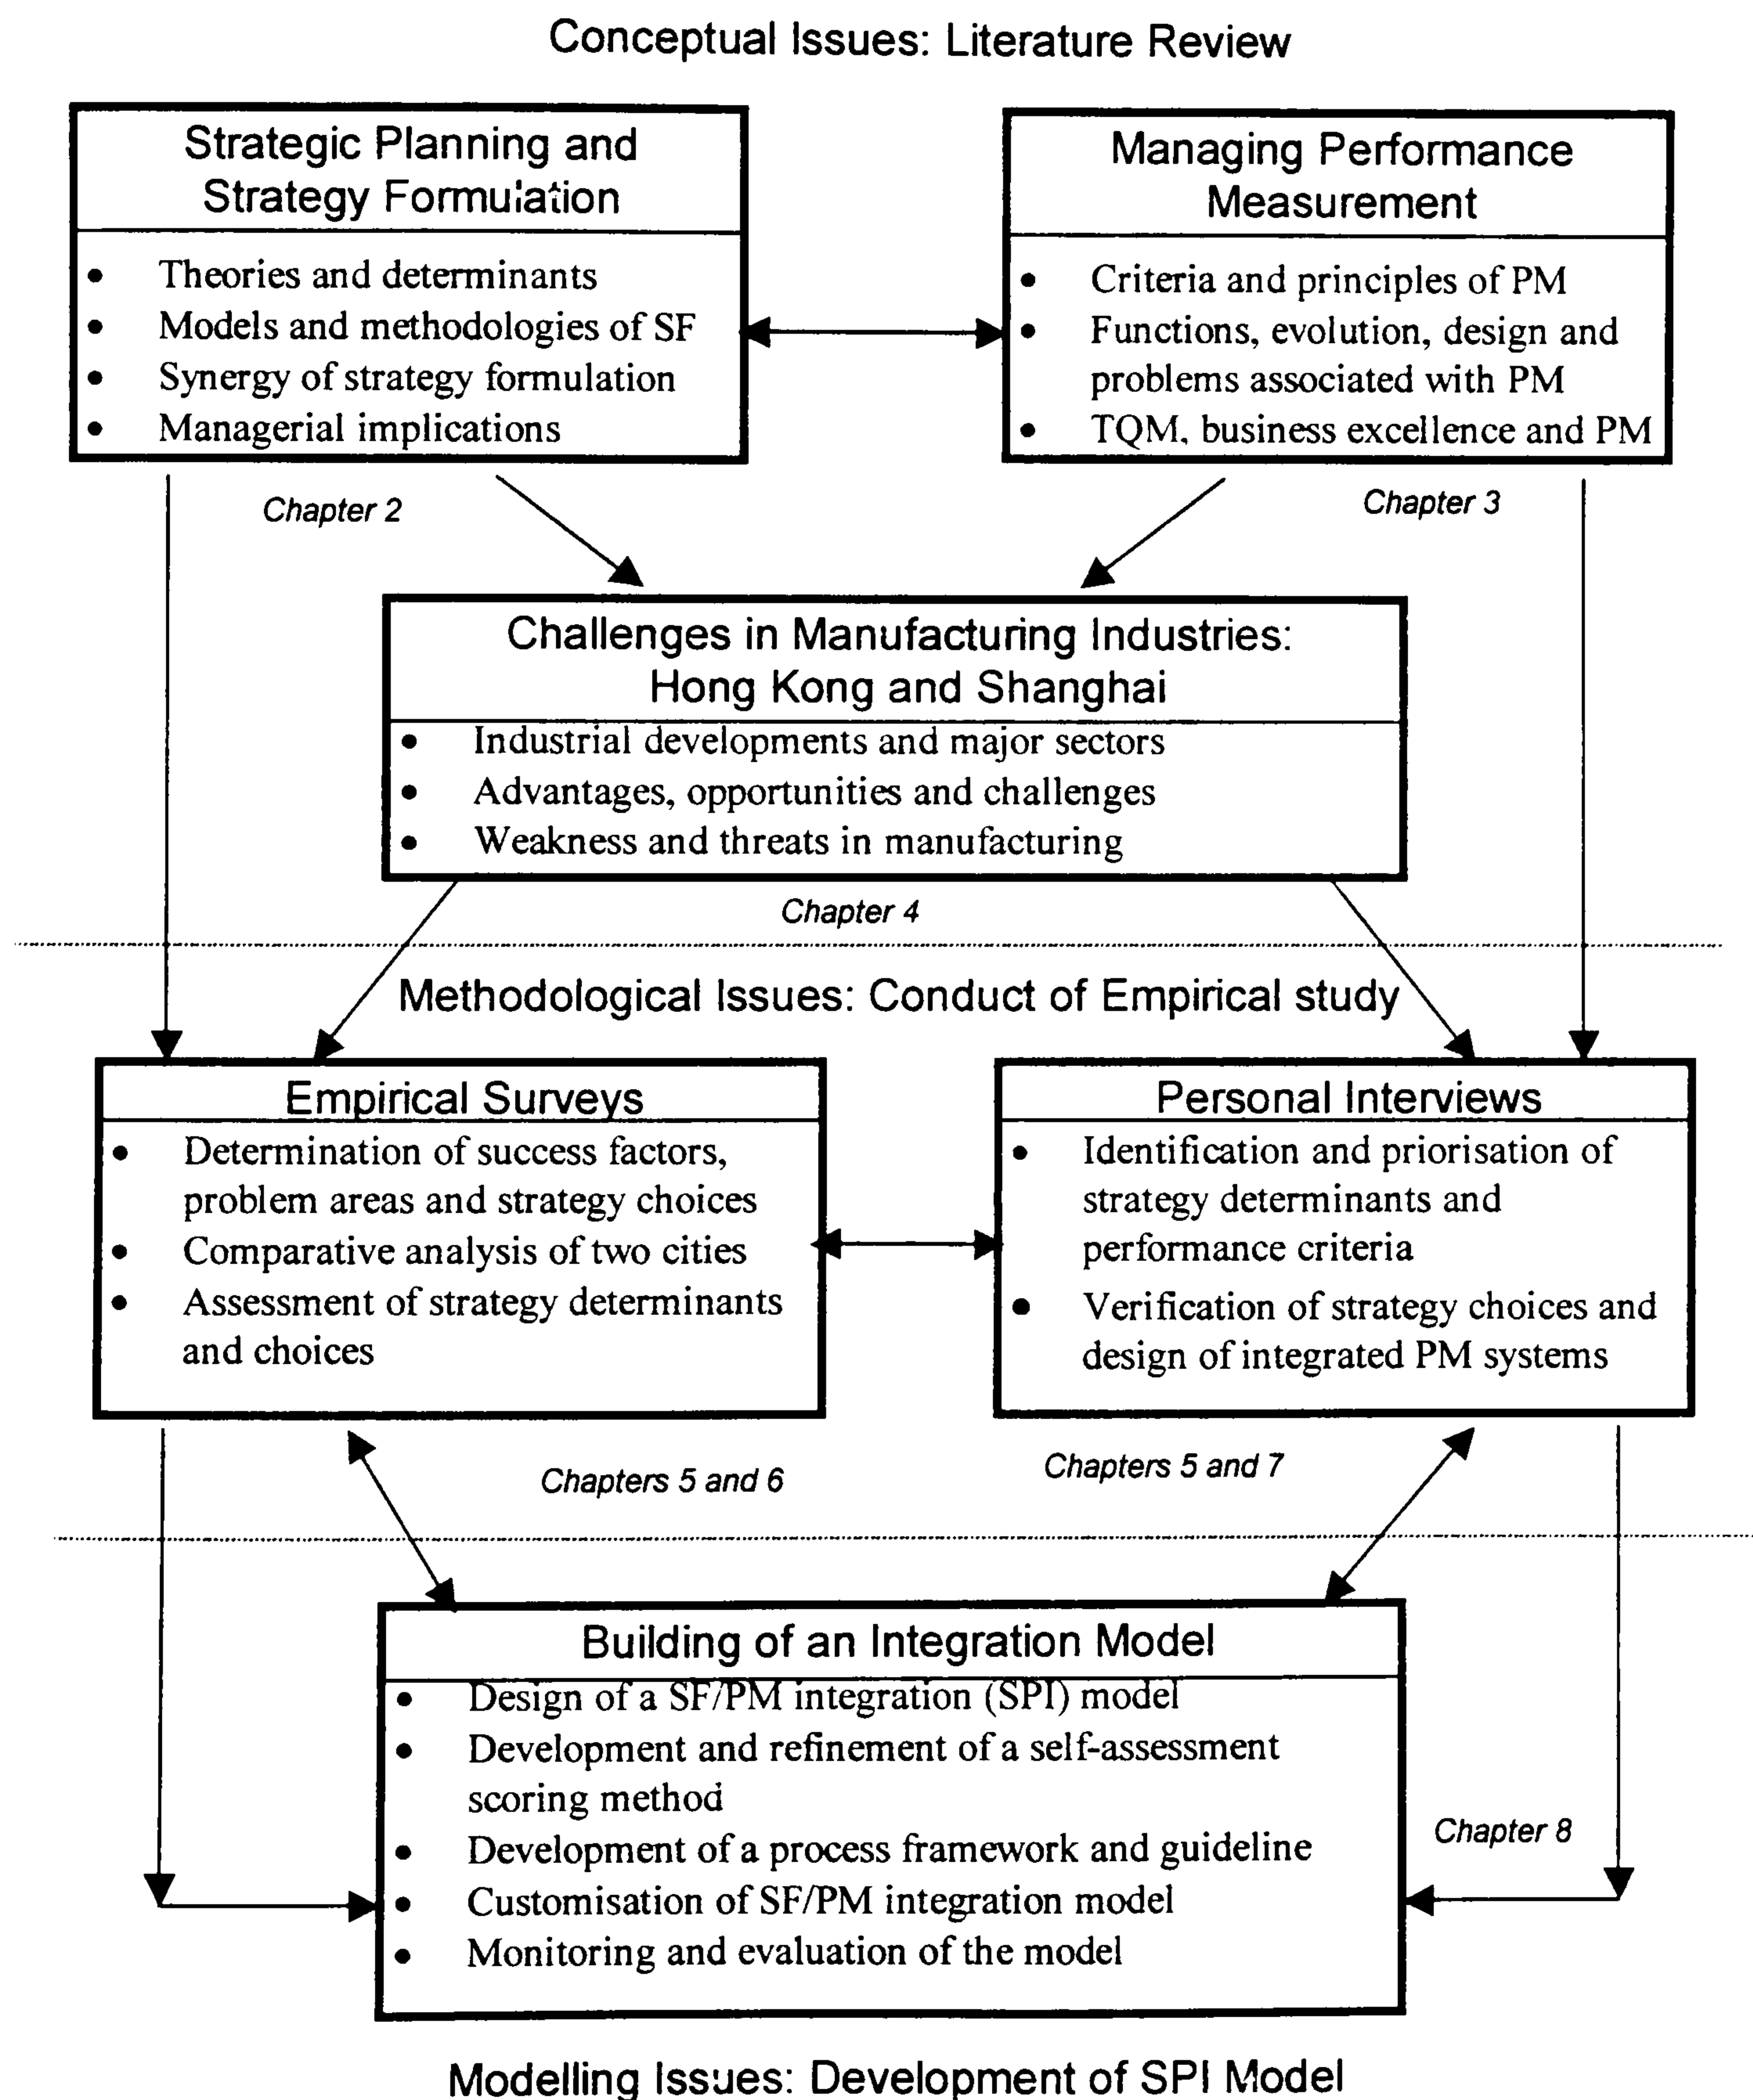 Conceptual Issues: Literature Review
Strategic Planning and
Strategy Formulation
• Theories and determinants
• Models and methodologies of SF
• Synergy of strategy formulation
• Managerial implications
Managing Performance
Measurement
• Criteria and principles of PM
• Functions, evolution, design and
problems associated with PM
• TQM, business excellence and PM
Chapter 2
Chapter 3
Challenges in Manufacturing Industries:
Hong Kong and Shanghai
• Industrial developments and major sectors
• Advantages, opportunities and challenges
• Weakness and threats in manufacturing
Chapter 4
Methodological Issues: Conduct of Empirical study
Empirical Surveys
• Determination of success factors,
problem areas and strategy choices
• Comparative analysis of two cities
• Assessment of strategy determinants
and choices
Personal Interviews
• Identification and priorisation of
strategy determinants and
performance criteria
• Verification of strategy choices and
design of integrated PM systems
Chapters 5 and 6
Chapters 5 and 7
Building of an Integration Model
• Design of a SF/PM integration (SPI) model
• Development and refinement of a self-assessment
scoring method
• Development of a process framework and guideline
• Customisation of SF/PM integration model
• Monitoring and evaluation of the model
Chapter 8
Modelling Issues: Development of SPI Model